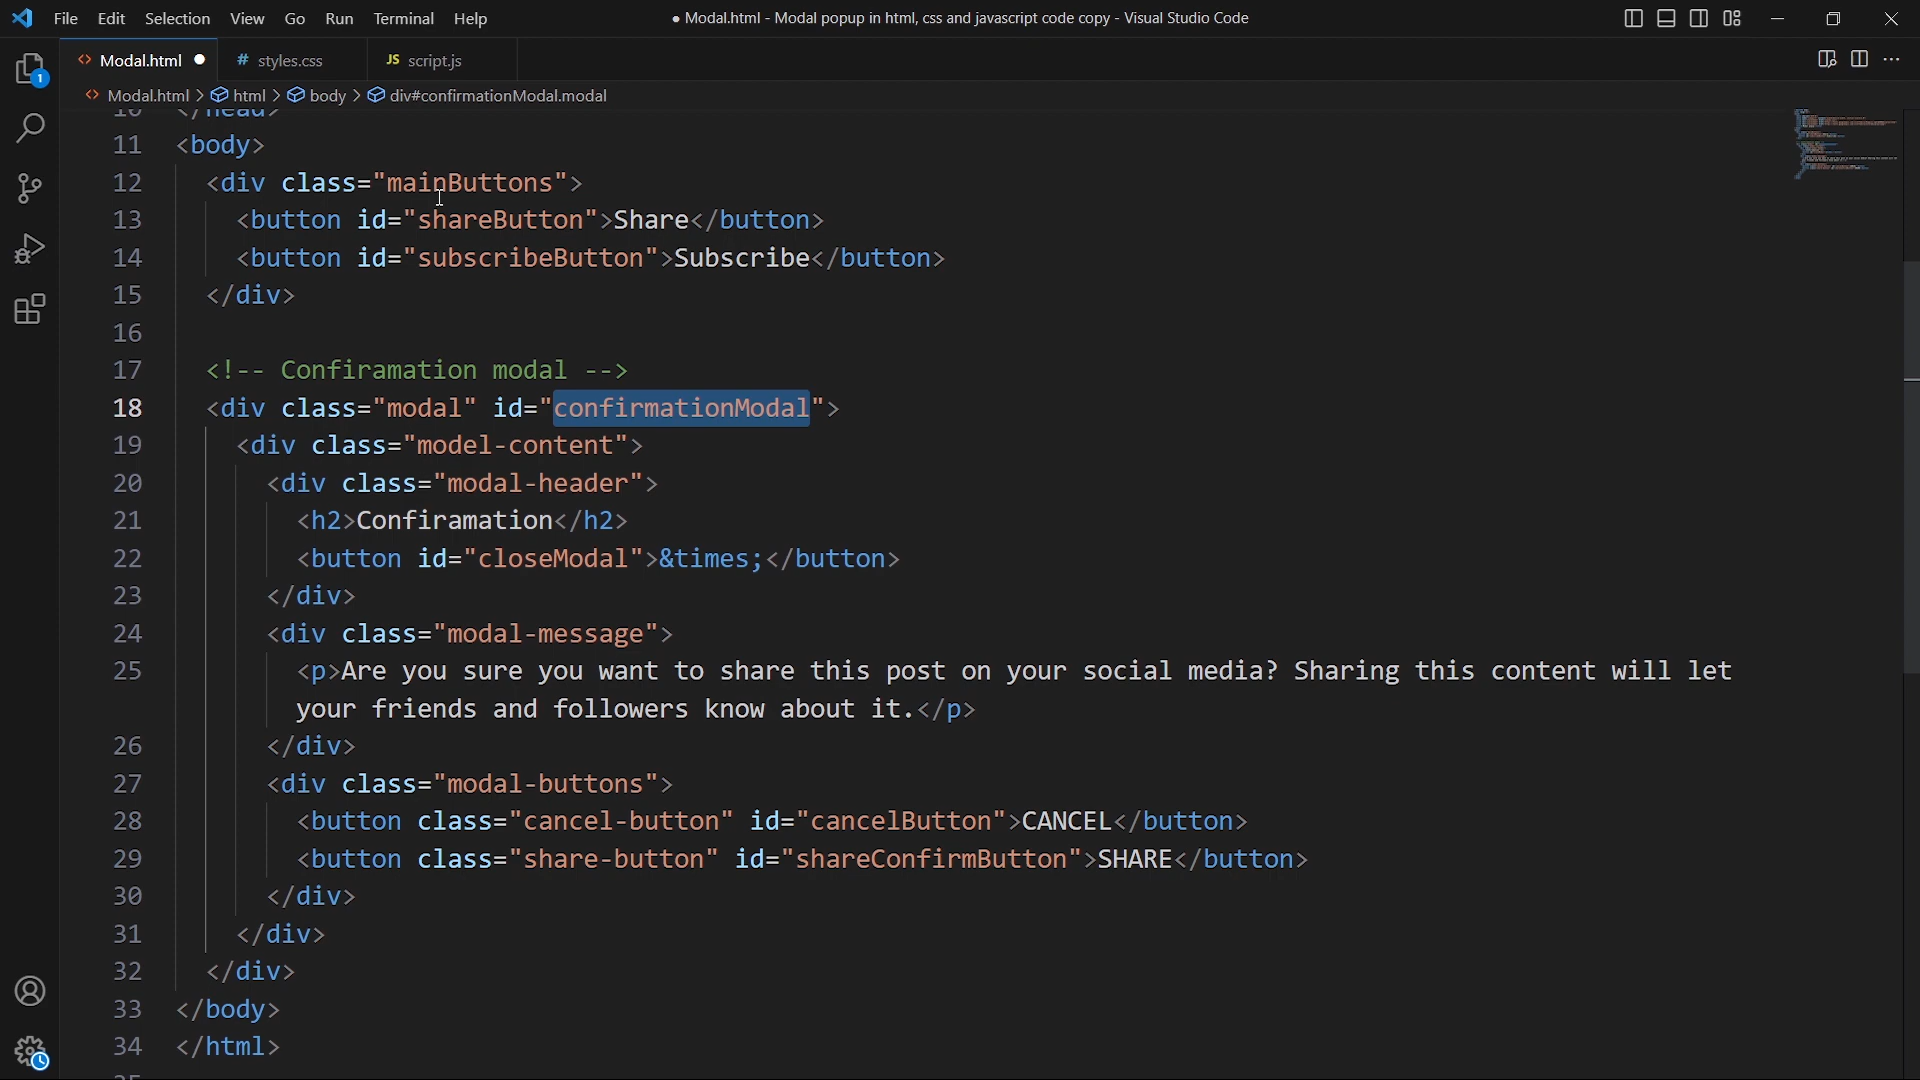 File Edit Selection View Go Run Terminal Help
● Modal.html - Modal popup in html, css and javascript code copy - Visual Studio Code
<> Modal.html ● # styles.css JS script.js
1
<> Modal.html > html > body > div#confirmationModal.modal
10 </head>
11 <body>
12 <div class="mainButtons">
13 <button id="shareButton">Share</button>
14 <button id="subscribeButton">Subscribe</button>
15 </div>
16
17 <!-- Confiramation modal -->
18 <div class="modal" id="confirmationModal">
19 <div class="model-content">
20 <div class="modal-header">
21 <h2>Confiramation</h2>
22 <button id="closeModal">&times;</button>
23 </div>
24 <div class="modal-message">
25 <p>Are you sure you want to share this post on your social media? Sharing this content will let
your friends and followers know about it.</p>
26 </div>
27 <div class="modal-buttons">
28 <button class="cancel-button" id="cancelButton">CANCEL</button>
29 <button class="share-button" id="shareConfirmButton">SHARE</button>
30 </div>
31 </div>
32 </div>
33 </body>
34 </html>
35